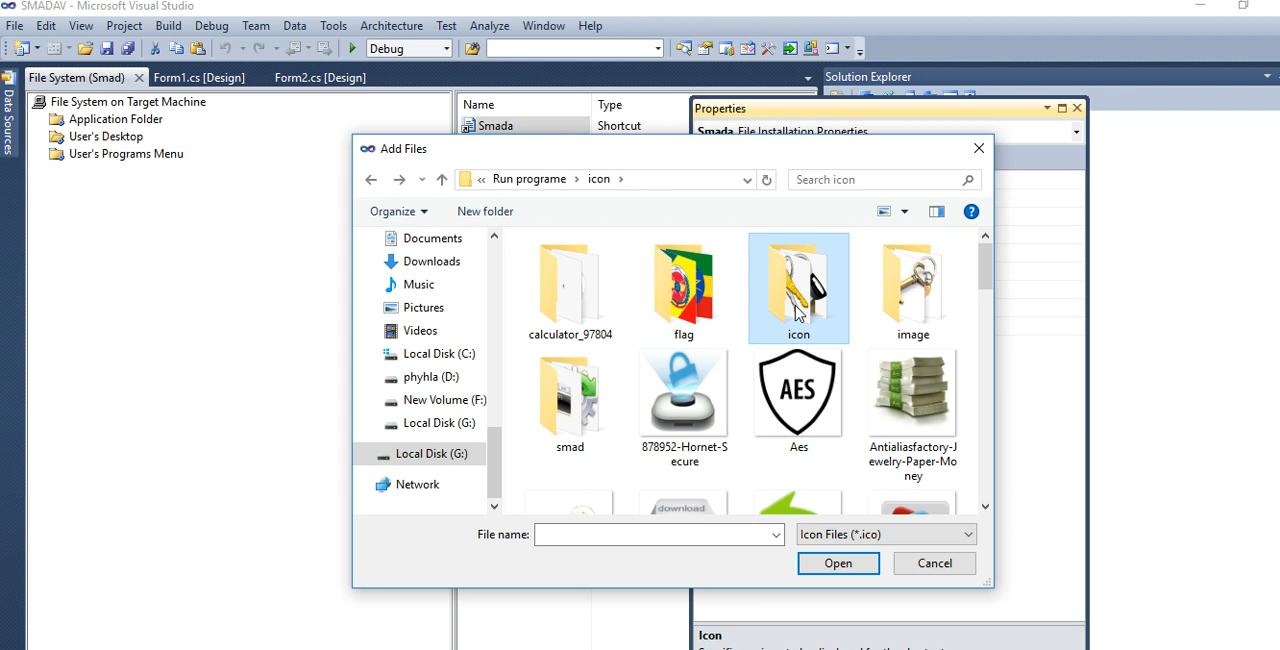 SMADAV - Microsoft Visual Studio
File Edit View Project Build Debug Team Data Tools Architecture Test Analyze Window Help
Debug
File System (Smad) Form1.cs [Design] Form2.cs [Design]
Solution Explorer
Data Sources
File System on Target Machine
Application Folder
User's Desktop
User's Programs Menu
Name Type
Smada Shortcut
Properties
Smada File Installation Properties
Add Files
« Run programe > icon >
Search icon
Organize New folder
Documents
Downloads
Music
Pictures
Videos
Local Disk (C:)
phyhla (D:)
New Volume (F:)
Local Disk (G:)
Local Disk (G:)
Network
calculator_97804
flag
icon
image
smad
878952-Hornet-S
ecure
AES
Aes
Antialiasfactory-J
ewelry-Paper-Mo
ney
download
File name:
Icon Files (*.ico)
Open Cancel
Icon